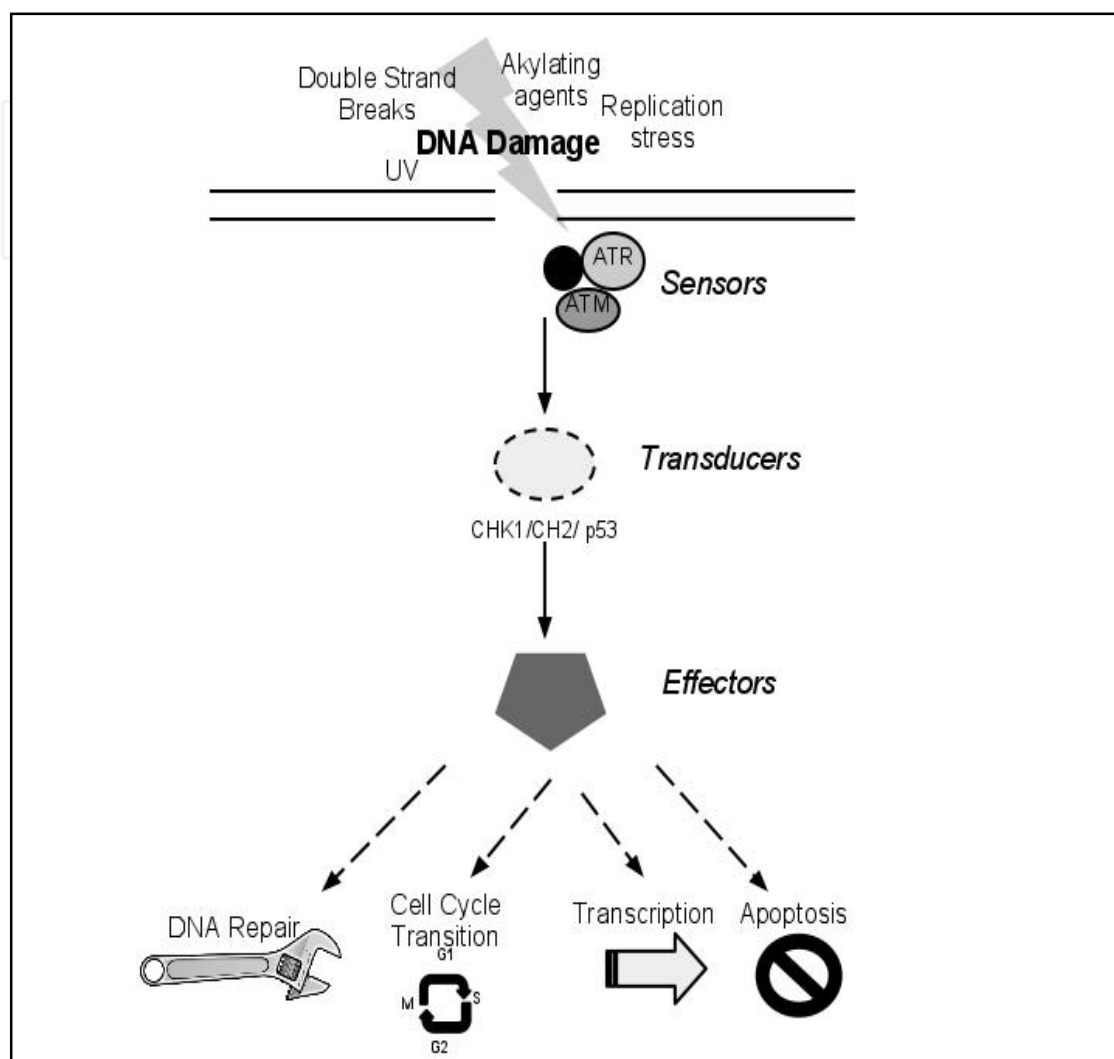 Double Strand
Breaks
Akylating
agents
Replication
stress
DNA Damage
UV
ATR
ATM
Sensors
Transducers
CHK1/CH2/ p53
Effectors
DNA Repair
Cell Cycle
Transition
G1
M
S
G2
Transcription
Apoptosis